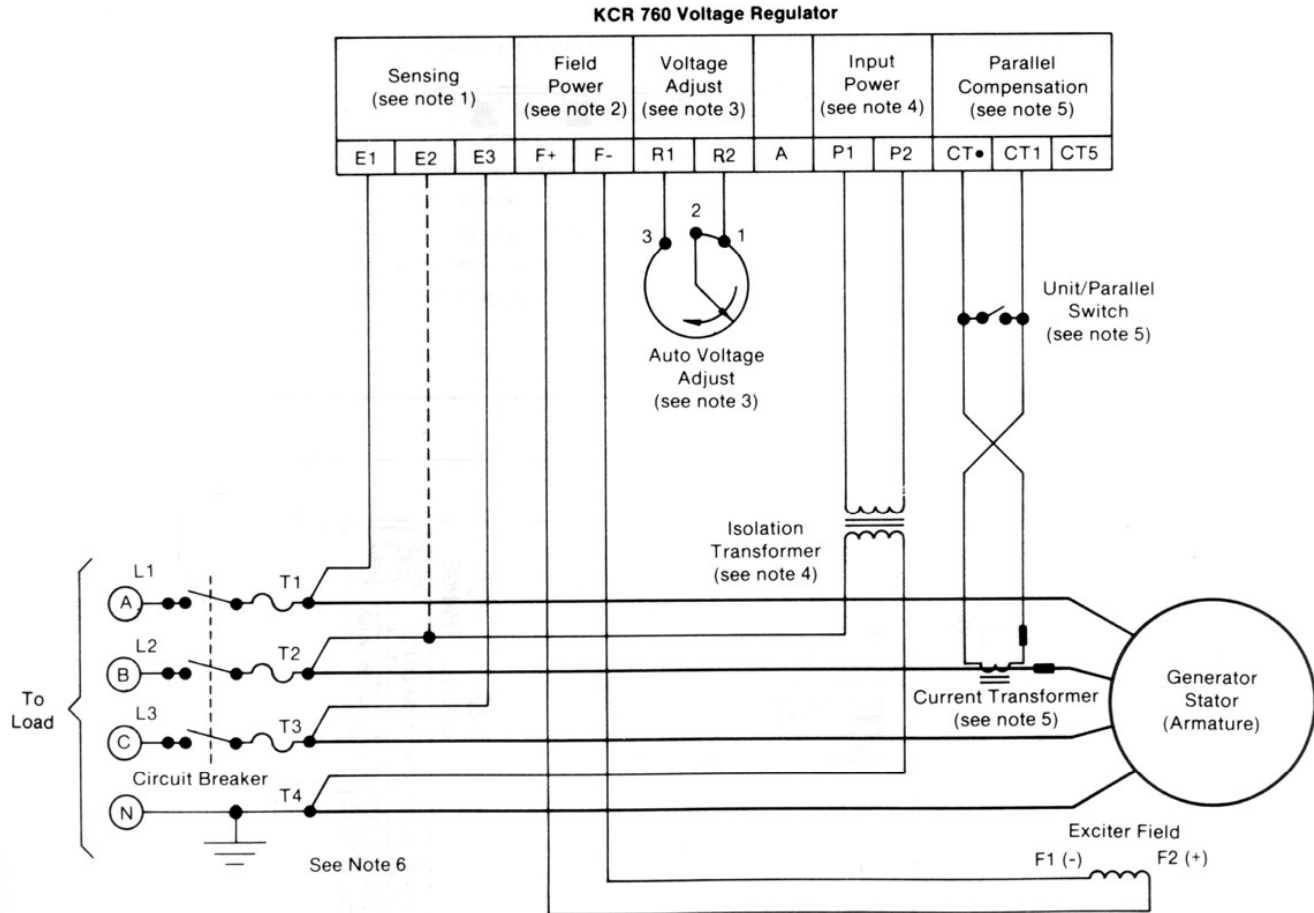 KCR 760 Voltage Regulator
Sensing
(see note 1)
Field
Power
(see note 2)
Voltage
Adjust
(see note 3)
Input
Power
(see note 4)
Parallel
Compensation
(see note 5)
E1 E2 E3 F+ F- R1 R2 A P1 P2 CT• CT1 CT5
3 2 1
Auto Voltage
Adjust
(see note 3)
Unit/Parallel
Switch
(see note 5)
Isolation
Transformer
(see note 4)
To
Load
L1
A
T1
L2
B
T2
L3
C
T3
Circuit Breaker
N
T4
See Note 6
Current Transformer
(see note 5)
Generator
Stator
(Armature)
Exciter Field
F1 (-) F2 (+)